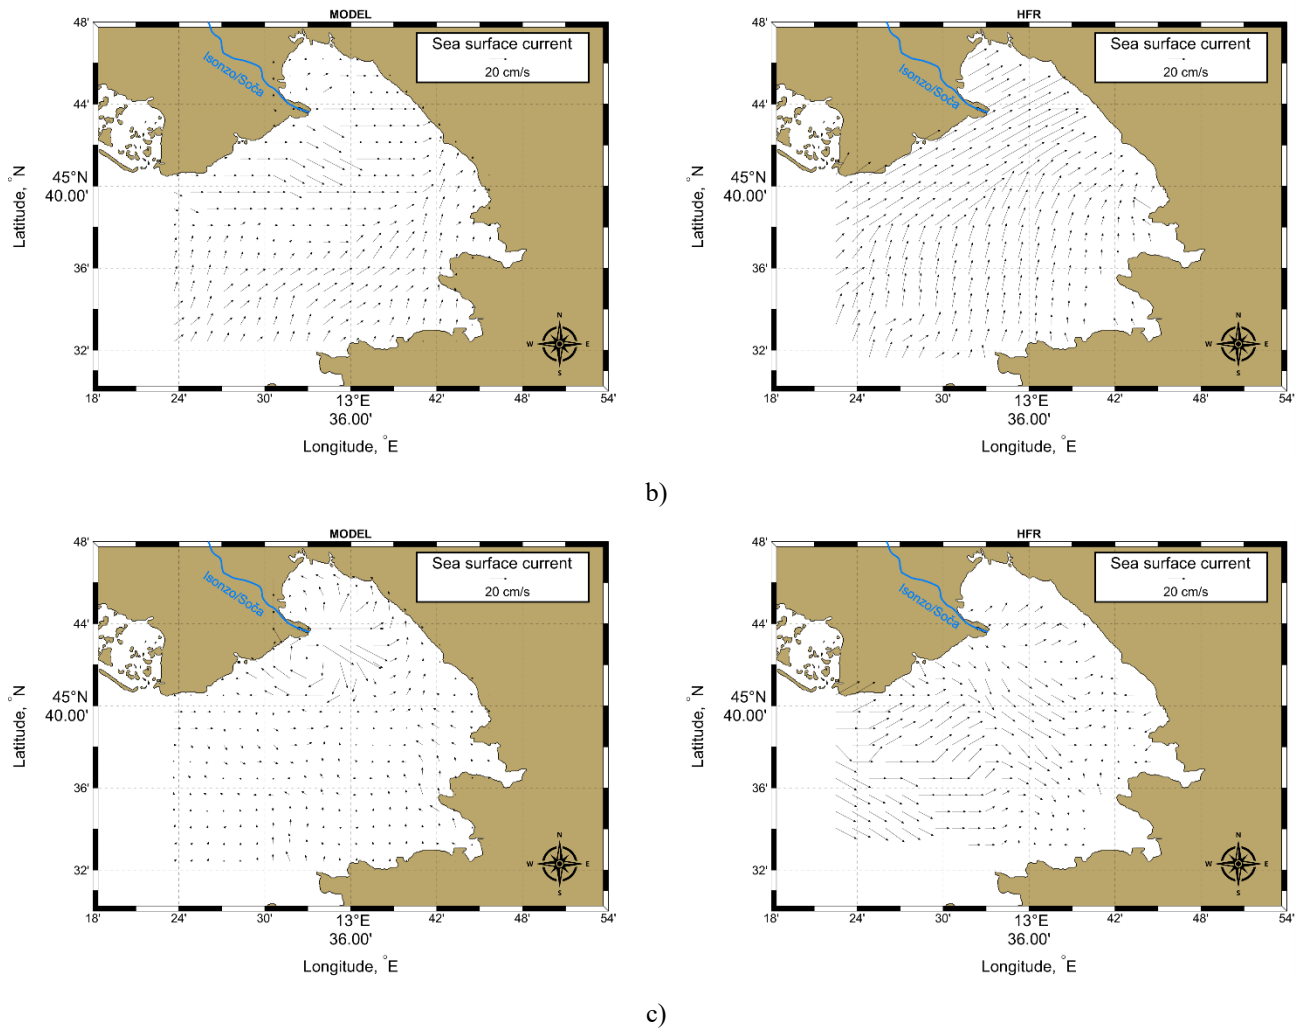 MODEL
48'
44'
45°N
40.00'
36'
32'
18'
24'
30'
13°E
36.00'
42'
48'
54'
Latitude, °N
Longitude, °E
Isonzo/Soča
Sea surface current
20 cm/s
N
W
E
S
HFR
48'
44'
45°N
40.00'
36'
32'
18'
24'
30'
13°E
36.00'
42'
48'
54'
Latitude, °N
Longitude, °E
Isonzo/Soča
Sea surface current
20 cm/s
N
W
E
S
b)
MODEL
48'
44'
45°N
40.00'
36'
32'
18'
24'
30'
13°E
36.00'
42'
48'
54'
Latitude, °N
Longitude, °E
Isonzo/Soča
Sea surface current
20 cm/s
N
W
E
S
HFR
48'
44'
45°N
40.00'
36'
32'
18'
24'
30'
13°E
36.00'
42'
48'
54'
Latitude, °N
Longitude, °E
Isonzo/Soča
Sea surface current
20 cm/s
N
W
E
S
c)